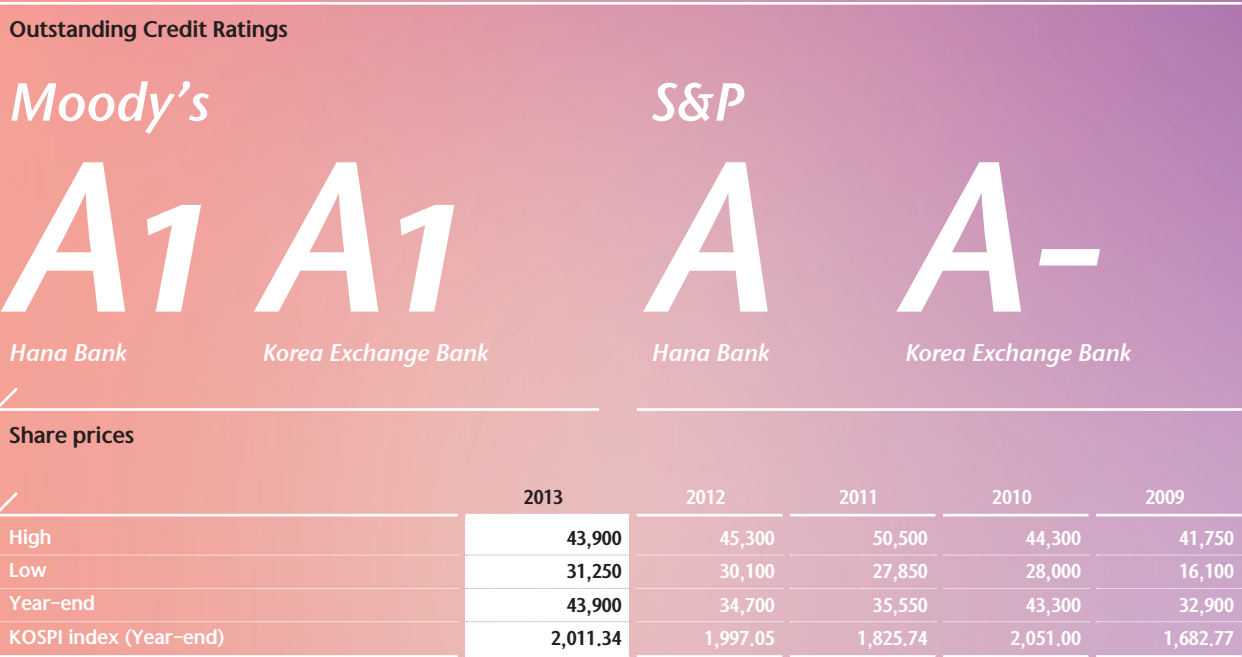 Outstanding Credit Ratings
Moody's S&P
A1 A1 A A-
Hana Bank Korea Exchange Bank Hana Bank Korea Exchange Bank
Share prices
2013 2012 2011 2010 2009
High 43,900 45,300 50,500 44,300 41,750
Low 31,250 30,100 27,850 28,000 16,100
Year-end 43,900 34,700 35,550 43,300 32,900
KOSPI index (Year-end) 2,011.34 1,997.05 1,825.74 2,051.00 1,682.77